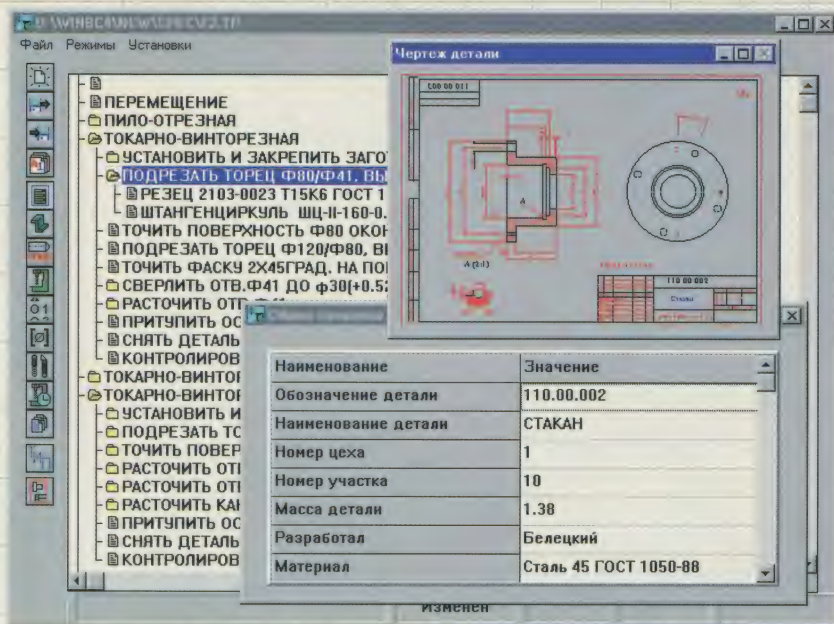 Файл Режимы Установки
ПЕРЕМЕЩЕНИЕ
ПИЛО-ОТРЕЗНАЯ
ТОКАРНО-ВИНТОРЕЗНАЯ
УСТАНОВИТЬ И ЗАКРЕПИТЬ ЗАГО
ПОДРЕЗАТЬ ТОРЕЦ Ф80/Ф41, ВЫ
РЕЗЕЦ 2103-0023 Т15К6 ГОСТ 1
ШТАНГЕНЦИРКУЛЬ ШЦ-II-160-0.
ТОЧИТЬ ПОВЕРХНОСТЬ Ф80 ОКОН
ПОДРЕЗАТЬ ТОРЕЦ Ф120/Ф80, ВЫ
ТОЧИТЬ ФАСКУ 2Х45ГРАД. НА ПО
СВЕРЛИТЬ ОТВ.Ф41 ДО ф30(+0.52
РАСТОЧИТЬ ОТВ.Ф41
ПРИТУПИТЬ ОС
СНЯТЬ ДЕТАЛЬ
КОНТРОЛИРОВ
ТОКАРНО-ВИНТОР
ТОКАРНО-ВИНТОР
УСТАНОВИТЬ И
ПОДРЕЗАТЬ ТО
ТОЧИТЬ ПОВЕР
РАСТОЧИТЬ ОТ
РАСТОЧИТЬ ОТ
РАСТОЧИТЬ КАН
ПРИТУПИТЬ ОС
СНЯТЬ ДЕТАЛЬ
КОНТРОЛИРОВ
Чертеж детали
А
А (2:1)
110 00 002
Стакан
Наименование Значение
Обозначение детали 110.00.002
Наименование детали СТАКАН
Номер цеха 1
Номер участка 10
Масса детали 1.38
Разработал Белецкий
Материал Сталь 45 ГОСТ 1050-88
Изменен